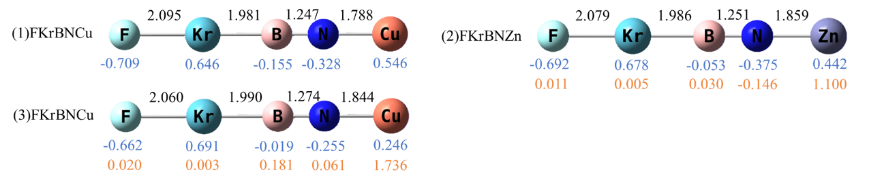 2.095 1.981 1.247 1.788
(1)FKrBNCu F Kr B N Cu
-0.709 0.646 -0.155 -0.328 0.546
2.079 1.986 1.251 1.859
(2)FKrBNZn F Kr B N Zn
-0.692 0.678 -0.053 -0.375 0.442
0.011 0.005 0.030 -0.146 1.100
2.060 1.990 1.274 1.844
(3)FKrBNCu F Kr B N Cu
-0.662 0.691 -0.019 -0.255 0.246
0.020 0.003 0.181 0.061 1.736